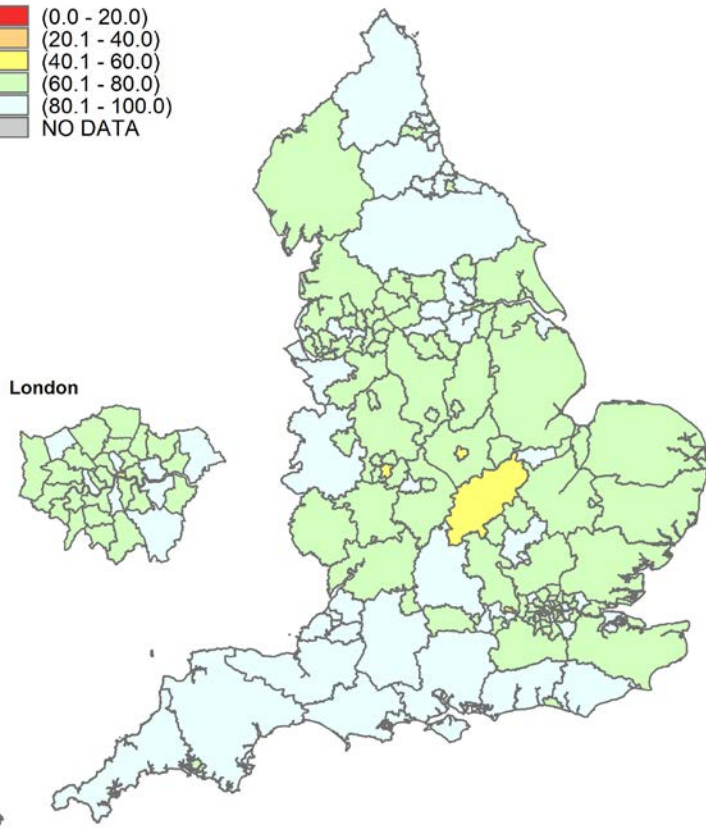 (0.0 - 20.0)
(20.1 - 40.0)
(40.1 - 60.0)
(60.1 - 80.0)
(80.1 - 100.0)
NO DATA
London